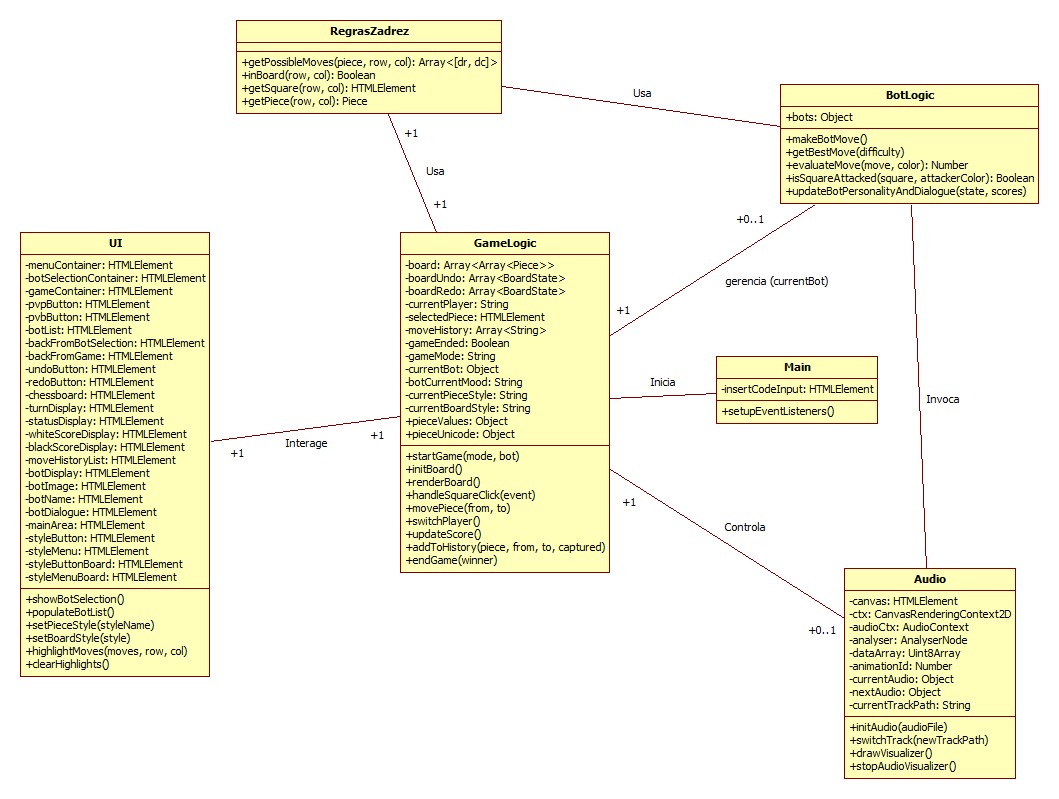 RegrasZadrez
+getPossibleMoves(piece, row, col): Array<[dr, dc]>
+inBoard(row, col): Boolean
+getSquare(row, col): HTMLElement
+getPiece(row, col): Piece
Usa
BotLogic
+bots: Object
+makeBotMove()
+getBestMove(difficulty)
+evaluateMove(move, color): Number
+isSquareAttacked(square, attackerColor): Boolean
+updateBotPersonalityAndDialogue(state, scores)
+1
Usa
+1
+0..1
gerencia (currentBot)
+1
UI
-menuContainer: HTMLElement
-botSelectionContainer: HTMLElement
-gameContainer: HTMLElement
-pvpButton: HTMLElement
-pvbButton: HTMLElement
-botList: HTMLElement
-backFromBotSelection: HTMLElement
-backFromGame: HTMLElement
-undoButton: HTMLElement
-redoButton: HTMLElement
-chessboard: HTMLElement
-turnDisplay: HTMLElement
-statusDisplay: HTMLElement
-whiteScoreDisplay: HTMLElement
-blackScoreDisplay: HTMLElement
-moveHistoryList: HTMLElement
-botDisplay: HTMLElement
-botImage: HTMLElement
-botName: HTMLElement
-botDialogue: HTMLElement
-mainArea: HTMLElement
-styleButton: HTMLElement
-styleMenu: HTMLElement
-styleButtonBoard: HTMLElement
-styleMenuBoard: HTMLElement
+showBotSelection()
+populateBotList()
+setPieceStyle(styleName)
+setBoardStyle(style)
+highlightMoves(moves, row, col)
+clearHighlights()
+1
Interage
+1
GameLogic
-board: Array<Array<Piece>>
-boardUndo: Array<BoardState>
-boardRedo: Array<BoardState>
-currentPlayer: String
-selectedPiece: HTMLElement
-moveHistory: Array<String>
-gameEnded: Boolean
-gameMode: String
-currentBot: Object
-botCurrentMood: String
-currentPieceStyle: String
-currentBoardStyle: String
+pieceValues: Object
+pieceUnicode: Object
+startGame(mode, bot)
+initBoard()
+renderBoard()
+handleSquareClick(event)
+movePiece(from, to)
+switchPlayer()
+updateScore()
+addToHistory(piece, from, to, captured)
+endGame(winner)
Inicia
Main
-insertCodeInput: HTMLElement
+setupEventListeners()
Invoca
+1
Controla
+0..1
Audio
-canvas: HTMLElement
-ctx: CanvasRenderingContext2D
-audioCtx: AudioContext
-analyser: AnalyserNode
-dataArray: Uint8Array
-animationId: Number
-currentAudio: Object
-nextAudio: Object
-currentTrackPath: String
+initAudio(audioFile)
+switchTrack(newTrackPath)
+drawVisualizer()
+stopAudioVisualizer()